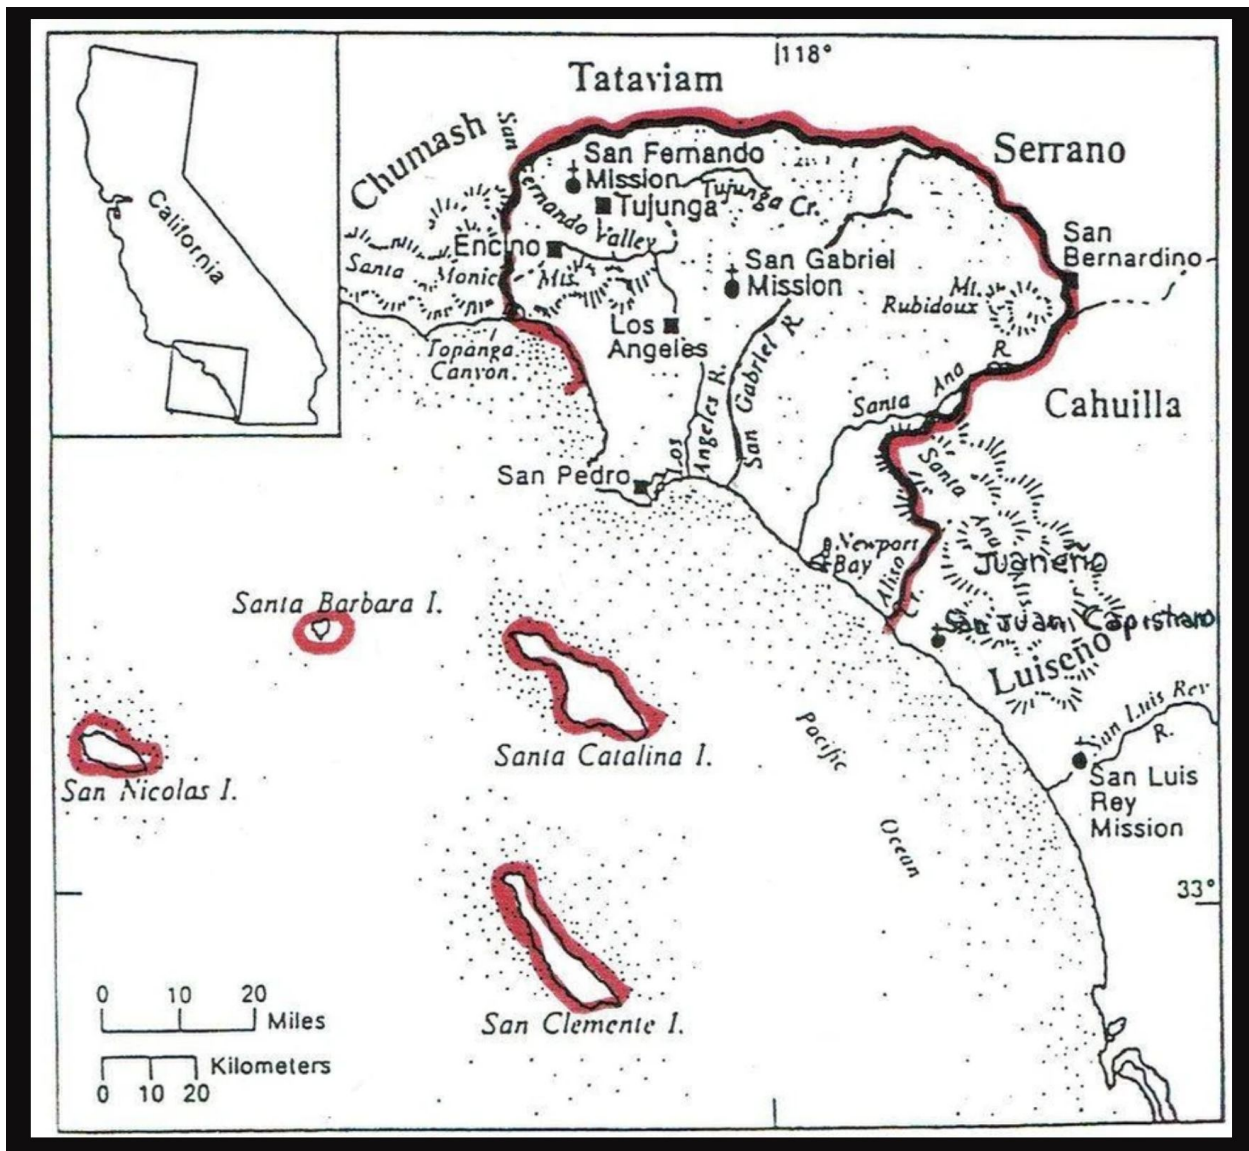 118°
Tataviam
Chumash
Serrano
California
San
Fernando Valley
San Fernando
Mission
Tujunga Cr.
Tujunga
Encino
Santa Monica Mts.
San Gabriel
Mission
San
Bernardino
Mt.
Rubidoux
Los
Angeles
Topanga
Canyon.
Los
Angeles R.
San Gabriel R.
Santa Ana R.
Cahuilla
San Pedro
Santa
Ana
Newport
Bay
Aliso
Cr.
Juaneño
San Juan Capistrano
Luiseño
Santa Barbara I.
Santa Catalina I.
San Nicolas I.
San Clemente I.
Pacific
Ocean
San Luis Rey
R.
San Luis
Rey
Mission
33°
0 10 20
Miles
Kilometers
0 10 20